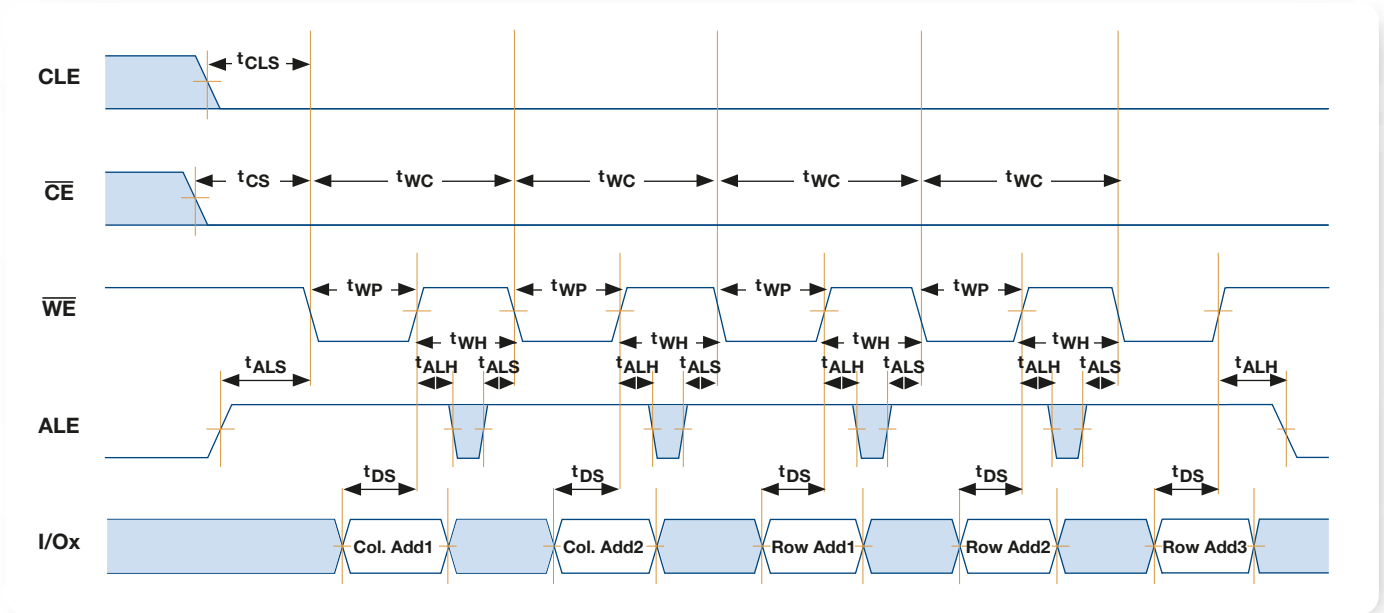 CLE tCLS
CE tCS tWC tWC tWC tWC
WE tWP tWP tWP tWP
tWH tWH tWH tWH
tALS tALH tALS tALH tALS tALH tALS tALH tALS tALH
ALE
tDS tDS tDS tDS tDS
I/Ox Col. Add1 Col. Add2 Row Add1 Row Add2 Row Add3